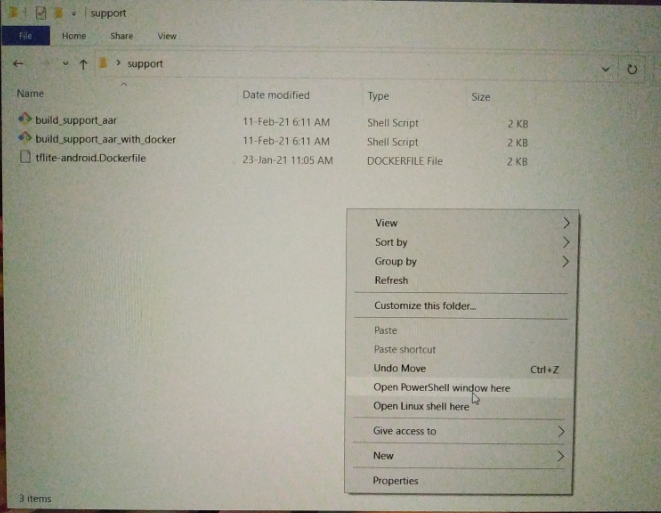 support
File Home Share View
support
Name Date modified Type Size
build_support_aar 11-Feb-21 6:11 AM Shell Script 2 KB
build_support_aar_with_docker 11-Feb-21 6:11 AM Shell Script 2 KB
tflite-android.Dockerfile 23-Jan-21 11:05 AM DOCKERFILE File 2 KB
View
Sort by
Group by
Refresh
Customize this folder...
Paste
Paste shortcut
Undo Move Ctrl+Z
Open PowerShell window here
Open Linux shell here
Give access to
New
Properties
3 items